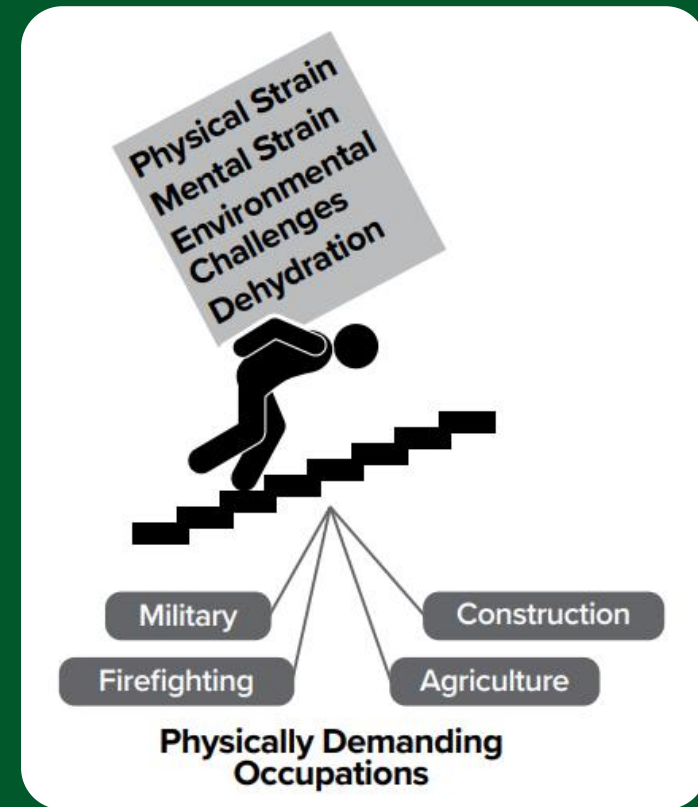 Physical Strain
Mental Strain
Environmental
Challenges
Dehydration
Military
Construction
Firefighting
Agriculture
Physically Demanding
Occupations